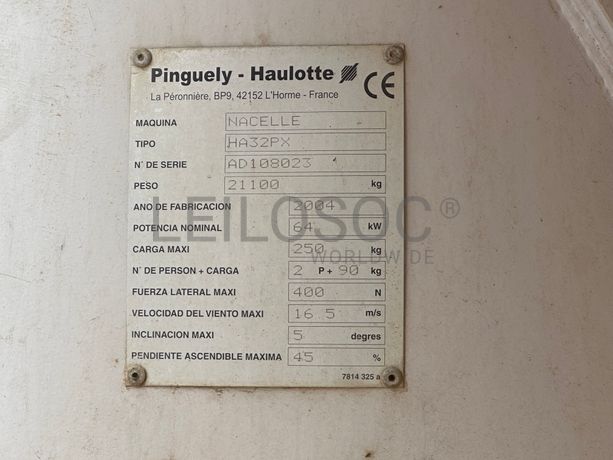 Pinguely - Haulotte CE
La Péronnière, BP9, 42152 L'Horme - France
MAQUINA NACELLE
TIPO HA32PX
N° DE SERIE AD108023
PESO 21100 kg
ANO DE FABRICACION 2004
LEILOSOC®
POTENCIA NOMINAL 64 kW
CARGA MAXI 250 kg
WORLDWIDE
N° DE PERSON + CARGA 2 P + 90 kg
FUERZA LATERAL MAXI 400 N
VELOCIDAD DEL VIENTO MAXI 16 5 m/s
INCLINACION MAXI 5 degres
PENDIENTE ASCENDIBLE MAXIMA 45 %
7814 325 a